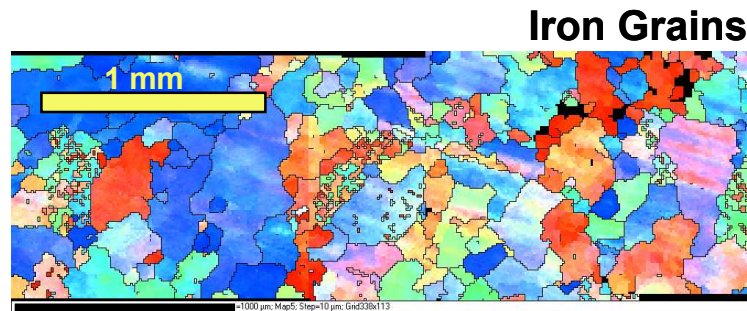 Iron Grains
1 mm
=1000 µm; Map5; Step=10 µm; Grid338x113